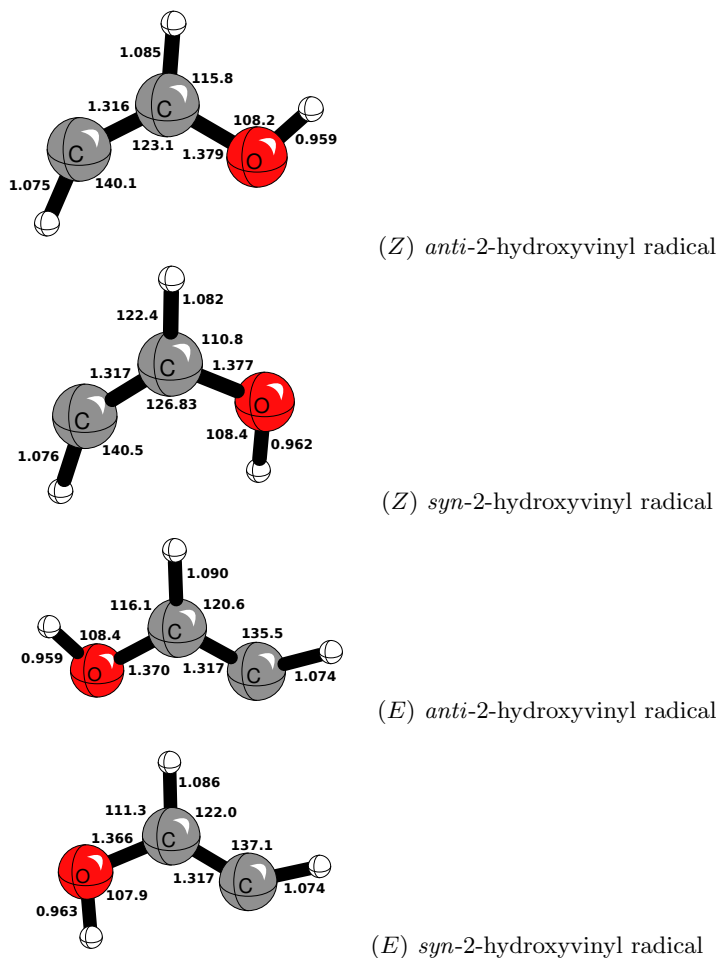 1.085
115.8
1.316
C
108.2
123.1
1.379
0.959
C
O
1.075
140.1
(Z) anti-2-hydroxyvinyl radical
1.082
122.4
110.8
1.317
C
1.377
126.83
O
C
108.4
0.962
1.076
140.5
(Z) syn-2-hydroxyvinyl radical
1.090
116.1
120.6
108.4
C
135.5
0.959
1.370
1.317
O
C
1.074
(E) anti-2-hydroxyvinyl radical
1.086
111.3
122.0
1.366
C
137.1
O
1.317
C
1.074
107.9
0.963
(E) syn-2-hydroxyvinyl radical